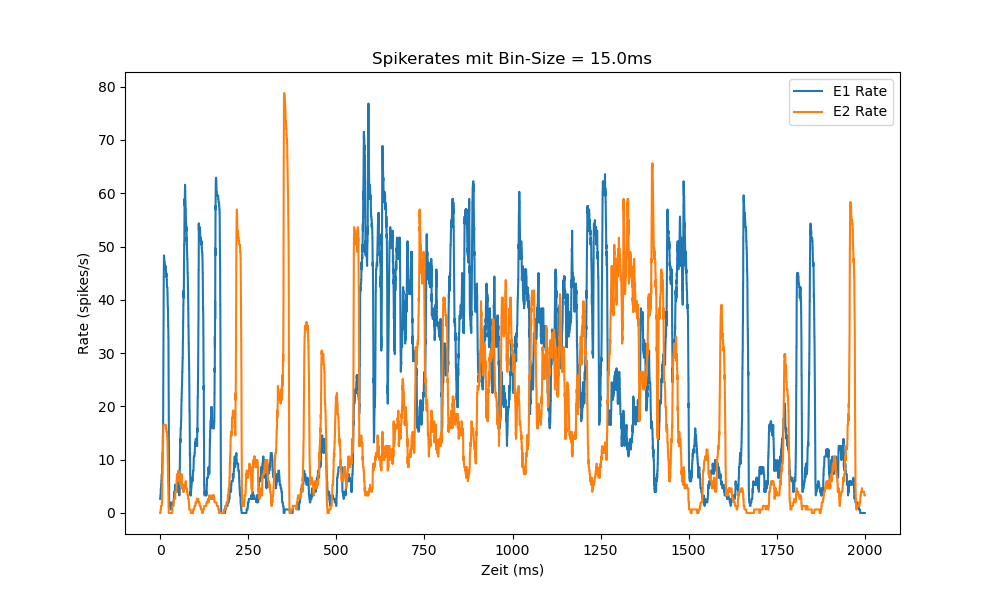 Spikerates mit Bin-Size = 15.0ms
E1 Rate
E2 Rate
80
70
60
50
40
30
20
10
0
Rate (spikes/s)
0 250 500 750 1000 1250 1500 1750 2000
Zeit (ms)